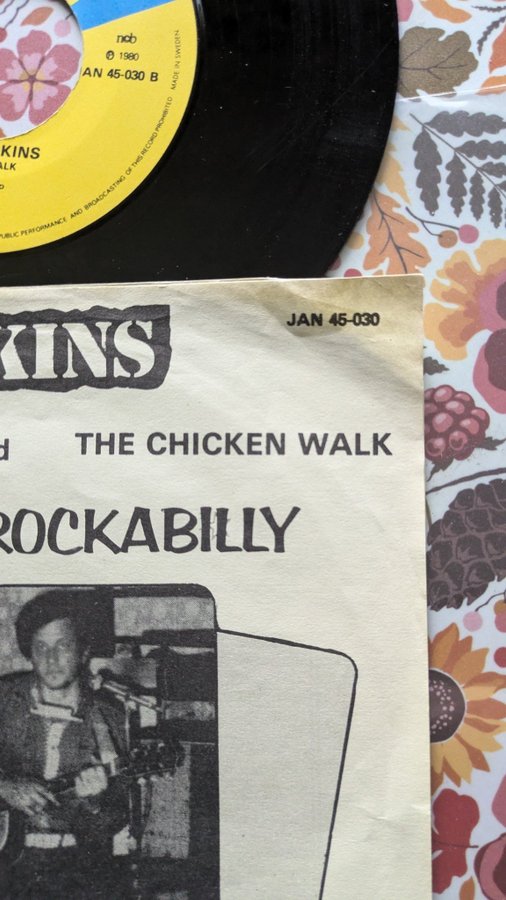 ncb
℗ 1980
JAN 45-030 B
KINS
ALK
D
PUBLIC PERFORMANCE AND BROADCASTING OF THIS RECORD PROHIBITED
MADE IN SWEDEN
KINS
JAN 45-030
d THE CHICKEN WALK
ROCKABILLY